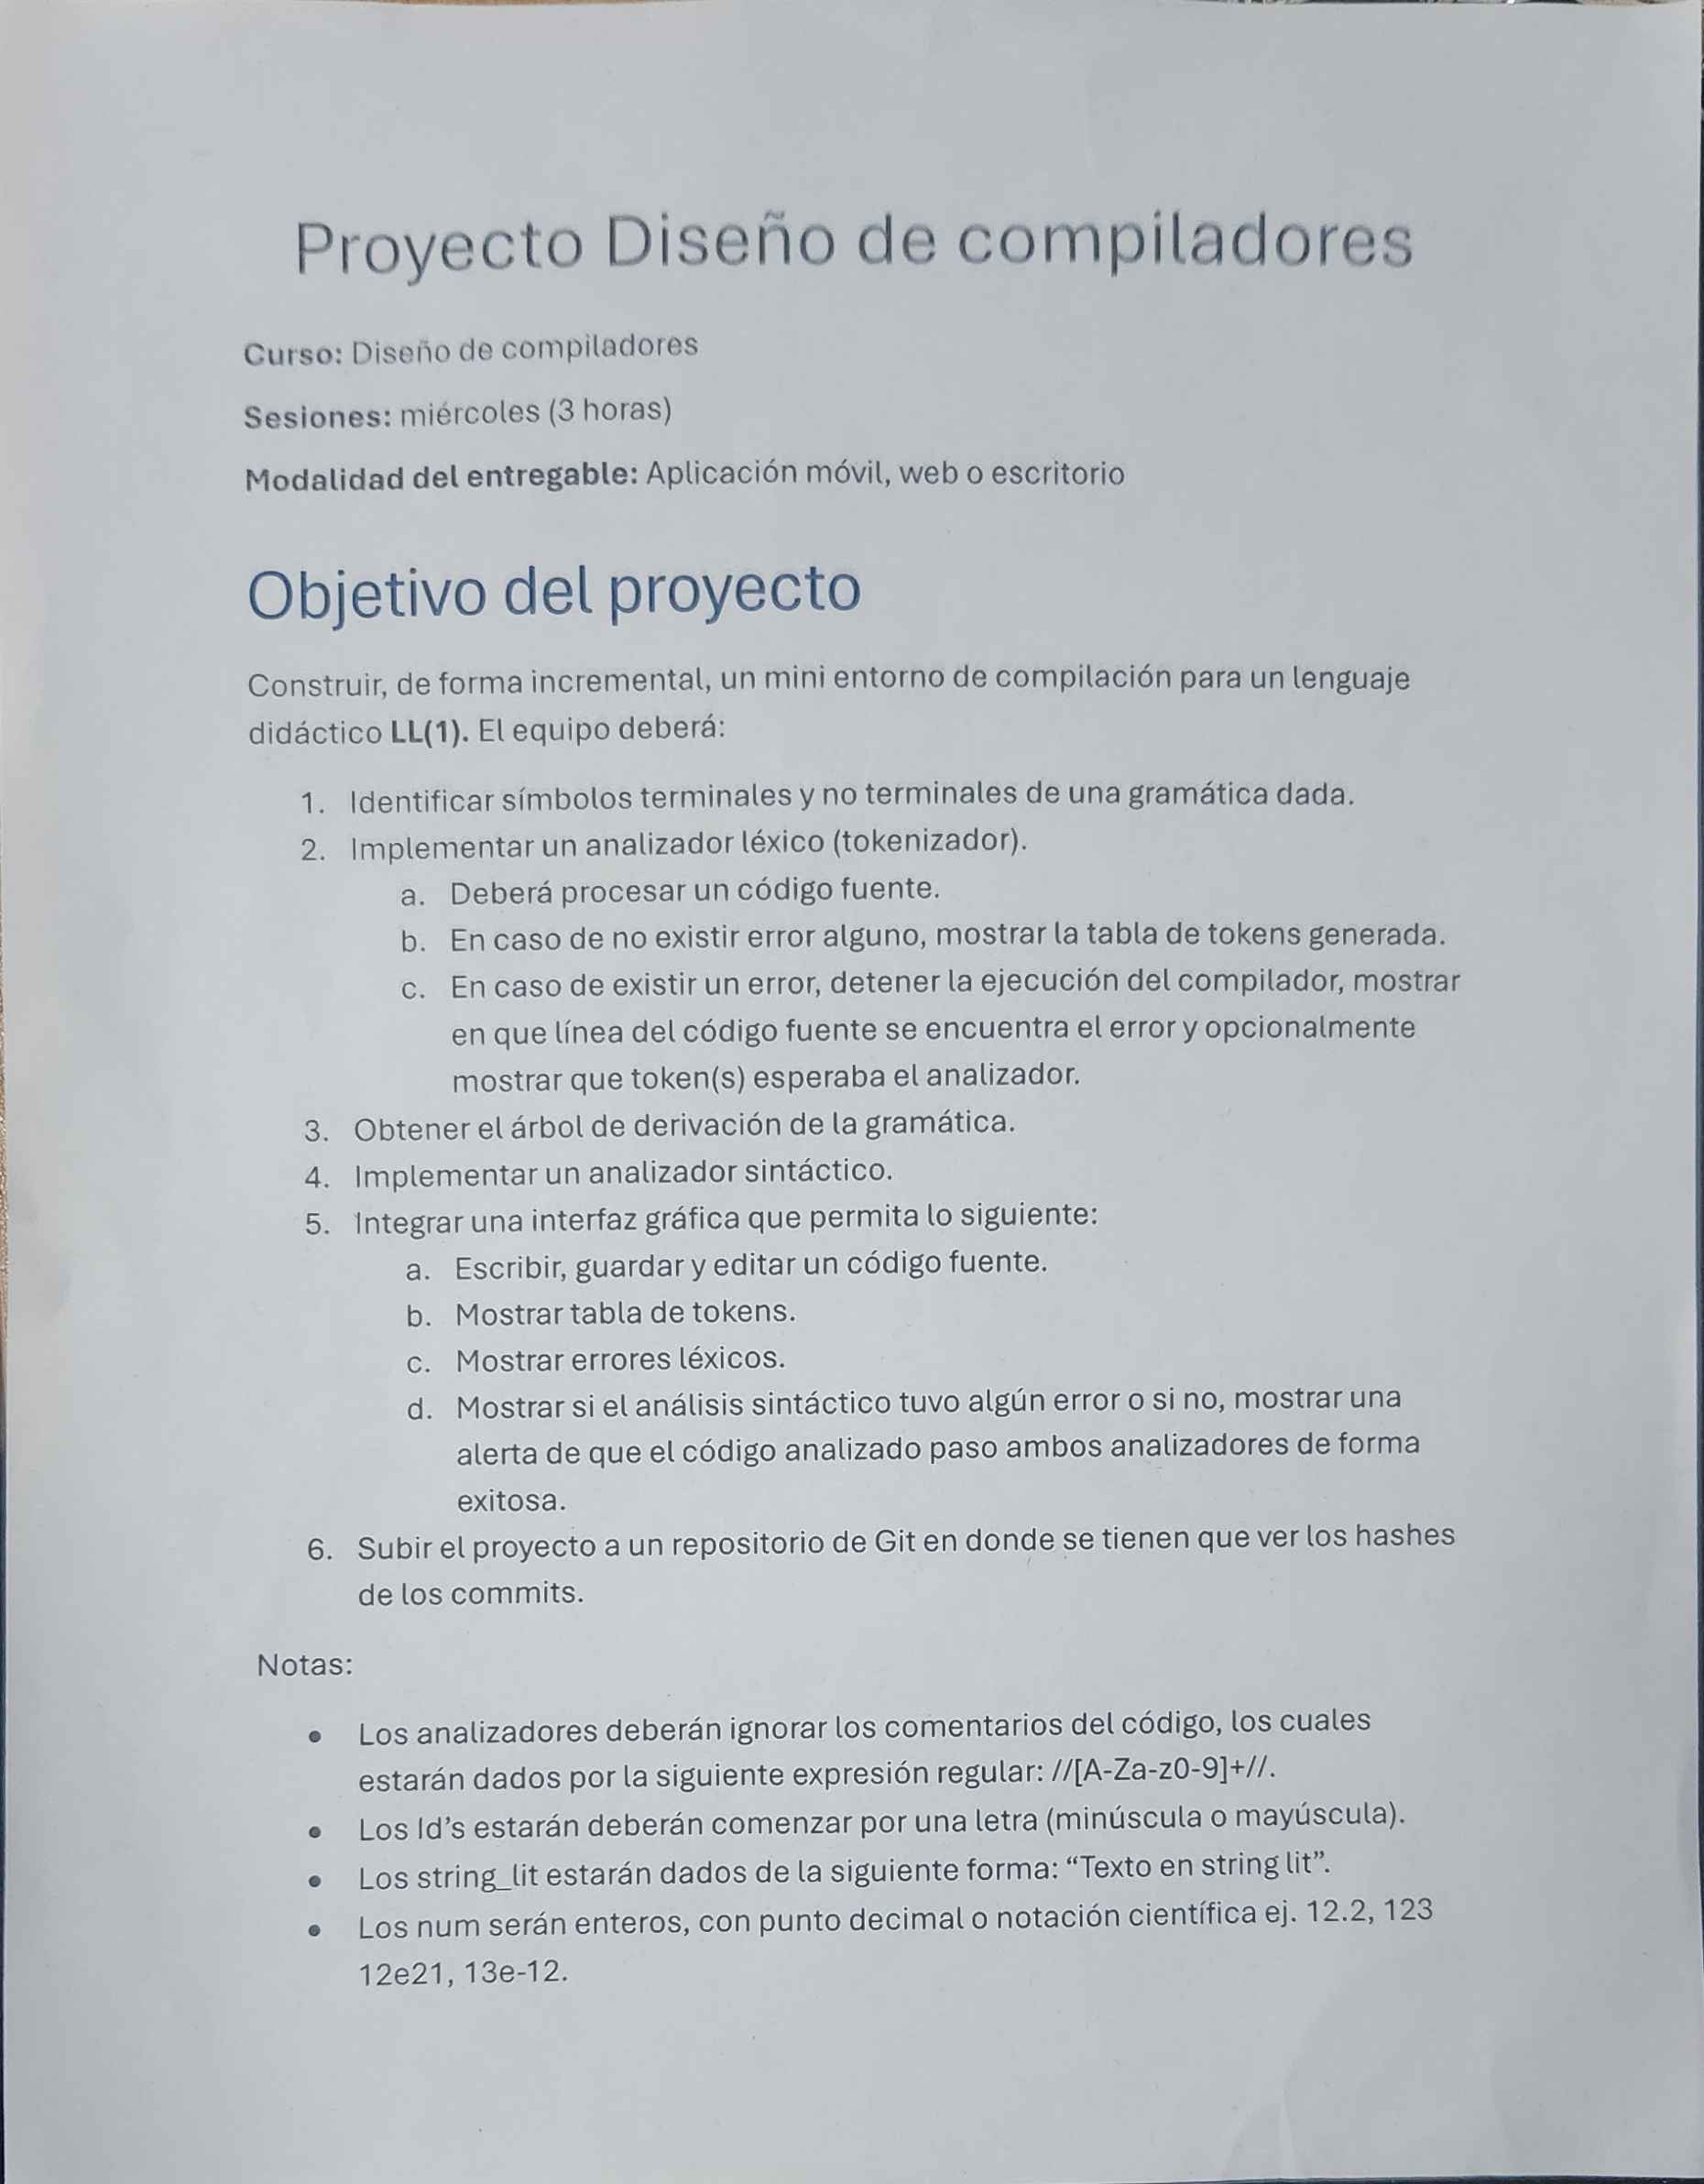 Proyecto Diseño de compiladores
Curso: Diseño de compiladores
Sesiones: miércoles (3 horas)
Modalidad del entregable: Aplicación móvil, web o escritorio
Objetivo del proyecto
Construir, de forma incremental, un mini entorno de compilación para un lenguaje
didáctico LL(1). El equipo deberá:
1. Identificar símbolos terminales y no terminales de una gramática dada.
2. Implementar un analizador léxico (tokenizador).
a. Deberá procesar un código fuente.
b. En caso de no existir error alguno, mostrar la tabla de tokens generada.
c. En caso de existir un error, detener la ejecución del compilador, mostrar
en que línea del código fuente se encuentra el error y opcionalmente
mostrar que token(s) esperaba el analizador.
3. Obtener el árbol de derivación de la gramática.
4. Implementar un analizador sintáctico.
5. Integrar una interfaz gráfica que permita lo siguiente:
a. Escribir, guardar y editar un código fuente.
b. Mostrar tabla de tokens.
c. Mostrar errores léxicos.
d. Mostrar si el análisis sintáctico tuvo algún error o si no, mostrar una
alerta de que el código analizado paso ambos analizadores de forma
exitosa.
6. Subir el proyecto a un repositorio de Git en donde se tienen que ver los hashes
de los commits.
Notas:
• Los analizadores deberán ignorar los comentarios del código, los cuales
estarán dados por la siguiente expresión regular: //[A-Za-z0-9]+//.
• Los Id’s estarán deberán comenzar por una letra (minúscula o mayúscula).
• Los string_lit estarán dados de la siguiente forma: “Texto en string lit”.
• Los num serán enteros, con punto decimal o notación científica ej. 12.2, 123
12e21, 13e-12.